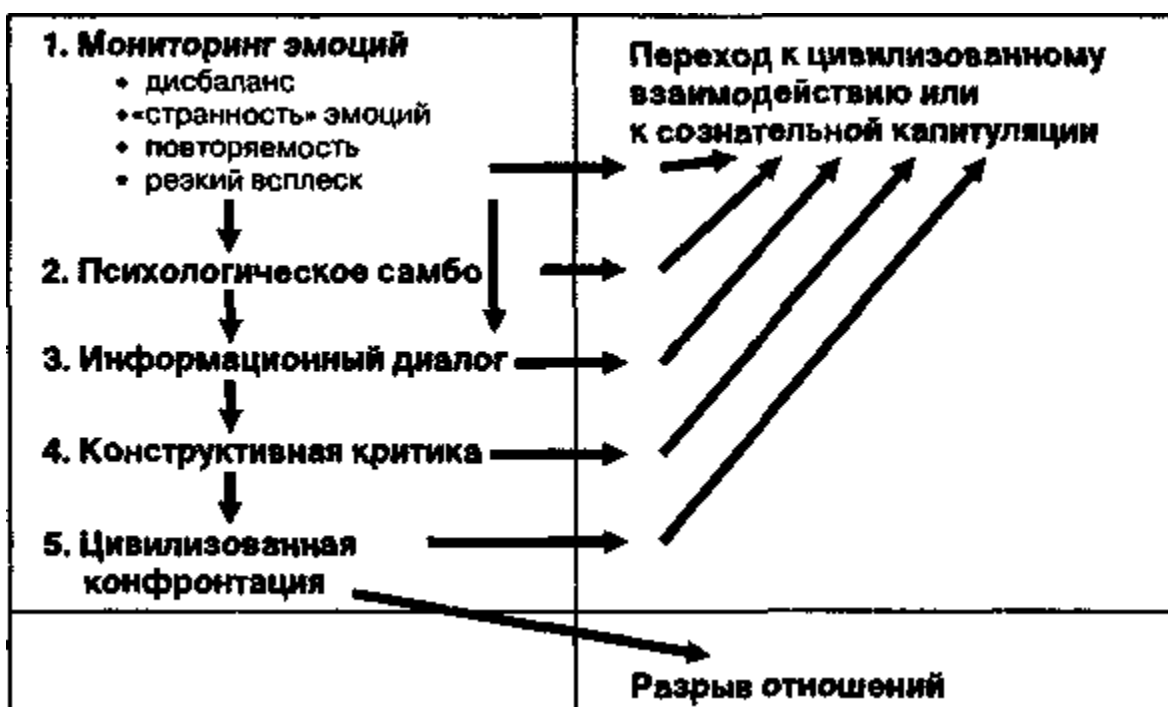 1. Мониторинг эмоций
• дисбаланс
• «странность» эмоций
• повторяемость
• резкий всплеск
2. Психологическое самбо
3. Информационный диалог
4. Конструктивная критика
5. Цивилизованная
конфронтация
Переход к цивилизованному
взаимодействию или
к сознательной капитуляции
Разрыв отношений